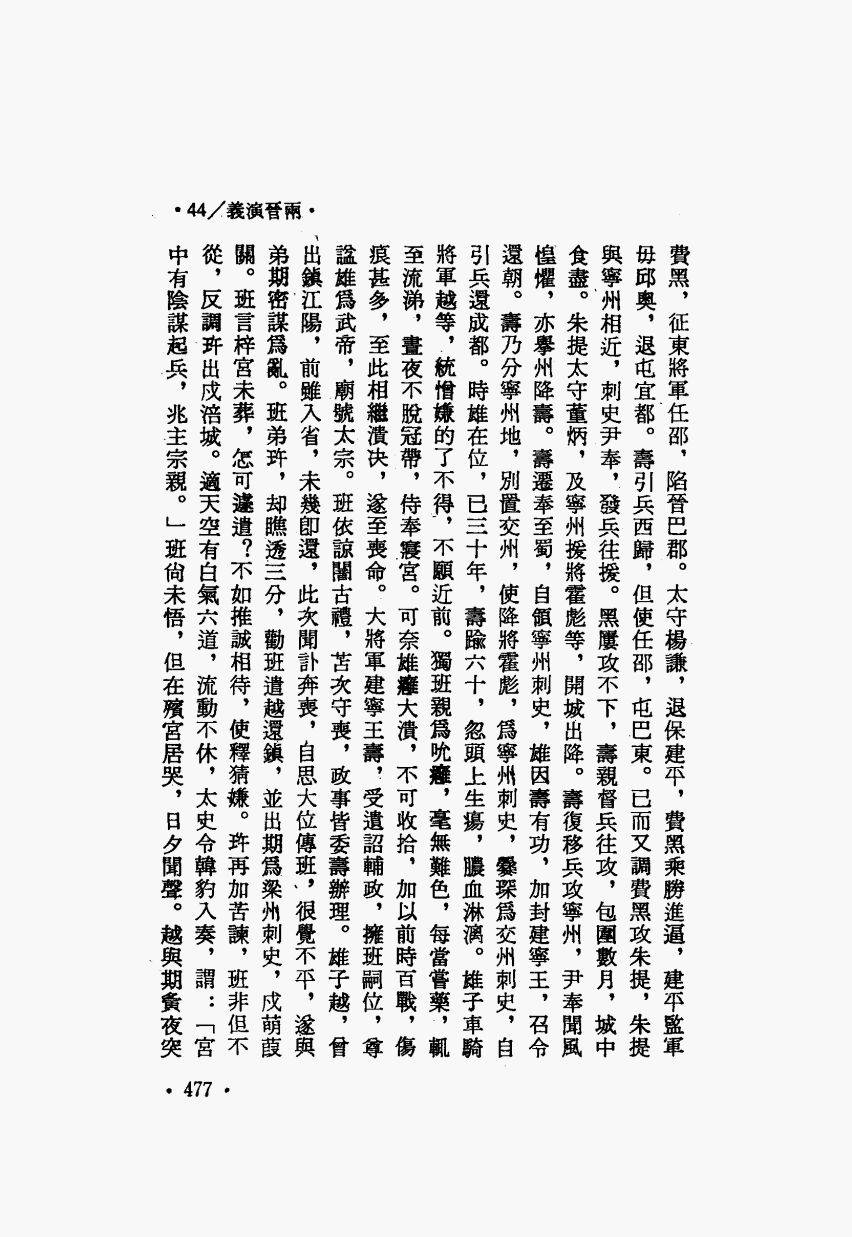 •44／義演晉兩•
費黑，征東將軍任邵，陷晉巴郡。太守楊謙，退保建平，費黑乘勝進逼，建平監軍
毋邱奧，退屯宜都。壽引兵西歸，但使任邵，屯巴東。已而又調費黑攻朱提，朱提
與寧州相近，刺史尹奉，發兵往援。黑屢攻不下，壽親督兵往攻，包圍數月，城中
食盡。朱提太守董炳，及寧州援將霍彪等，開城出降。壽復移兵攻寧州，尹奉聞風
惶懼，亦舉州降壽。壽遷奉至蜀，自領寧州刺史，雄因壽有功，加封建寧王，召令
還朝。壽乃分寧州地，別置交州，使降將霍彪，爲寧州刺史，爨琛爲交州刺史，自
引兵還成都。時雄在位，已三十年，壽踰六十，忽頭上生瘍，膿血淋漓。雄子車騎
將軍越等，統憎嫌的了不得，不願近前。獨班親爲吮癰，毫無難色，每當嘗藥，輒
至流涕，晝夜不脫冠帶，侍奉寢宮。可奈雄癰大潰，不可收拾，加以前時百戰，傷
痕甚多，至此相繼潰決，遂至喪命。大將軍建寧王壽，受遺詔輔政，擁班嗣位，尊
諡雄爲武帝，廟號太宗。班依諒闇古禮，苫次守喪，政事皆委壽辦理。雄子越，曾
出鎭江陽，前雖入省，未幾卽還，此次聞訃奔喪，自思大位傳班，很覺不平，遂與
弟期密謀爲亂。班弟玝，却瞧透三分，勸班遣越還鎭，並出期爲梁州刺史，戍葭萌
關。班言梓宮未葬，怎可遽遣？不如推誠相待，使釋猜嫌。玝再加苦諫，班非但不
從，反調玝出戍涪城。適天空有白氣六道，流動不休，太史令韓豹入奏，謂：「宮
中有陰謀起兵，兆主宗親。」班尙未悟，但在殯宮居哭，日夕聞聲。越與期夤夜突
•477•